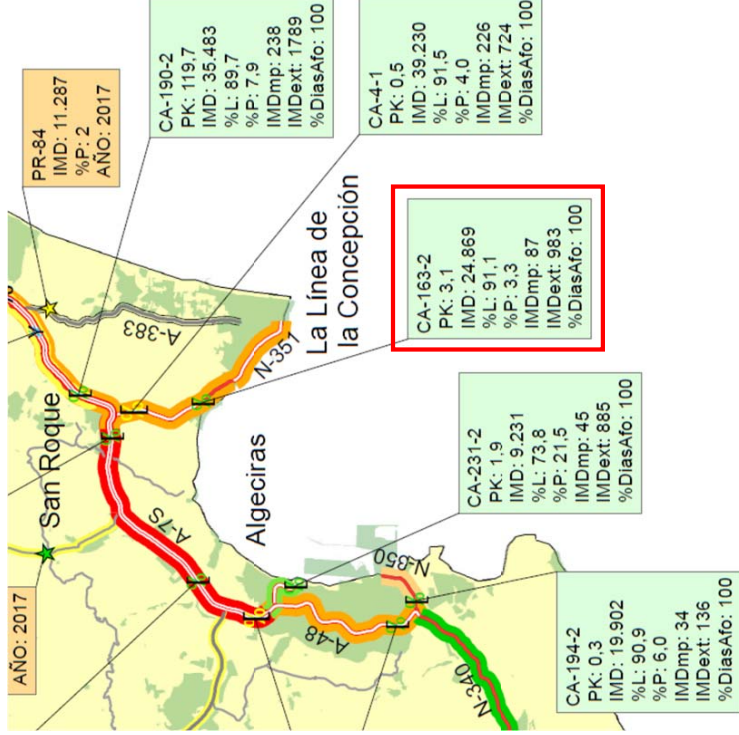 PR-84
IMD: 11.287
%P: 2
AÑO: 2017
CA-190-2
PK: 119,7
IMD: 35.483
%L: 89,7
%P: 7,9
IMDmp: 238
IMDext: 1789
%DiasAfo: 100
CA-4-1
PK: 0,5
IMD: 39.230
%L: 91,5
%P: 4,0
IMDmp: 226
IMDext: 724
%DiasAfo: 100
A-383
San Roque
La Línea de
la Concepción
N-351
CA-163-2
PK: 3,1
IMD: 24.869
%L: 91,1
%P: 3,3
IMDmp: 87
IMDext: 983
%DiasAfo: 100
AÑO: 2017
A-7S
Algeciras
CA-231-2
PK: 1,9
IMD: 9.231
%L: 73,8
%P: 21,5
IMDmp: 45
IMDext: 885
%DiasAfo: 100
N-350
A-48
N-340
CA-194-2
PK: 0,3
IMD: 19.902
%L: 90,9
%P: 6,0
IMDmp: 34
IMDext: 136
%DiasAfo: 100